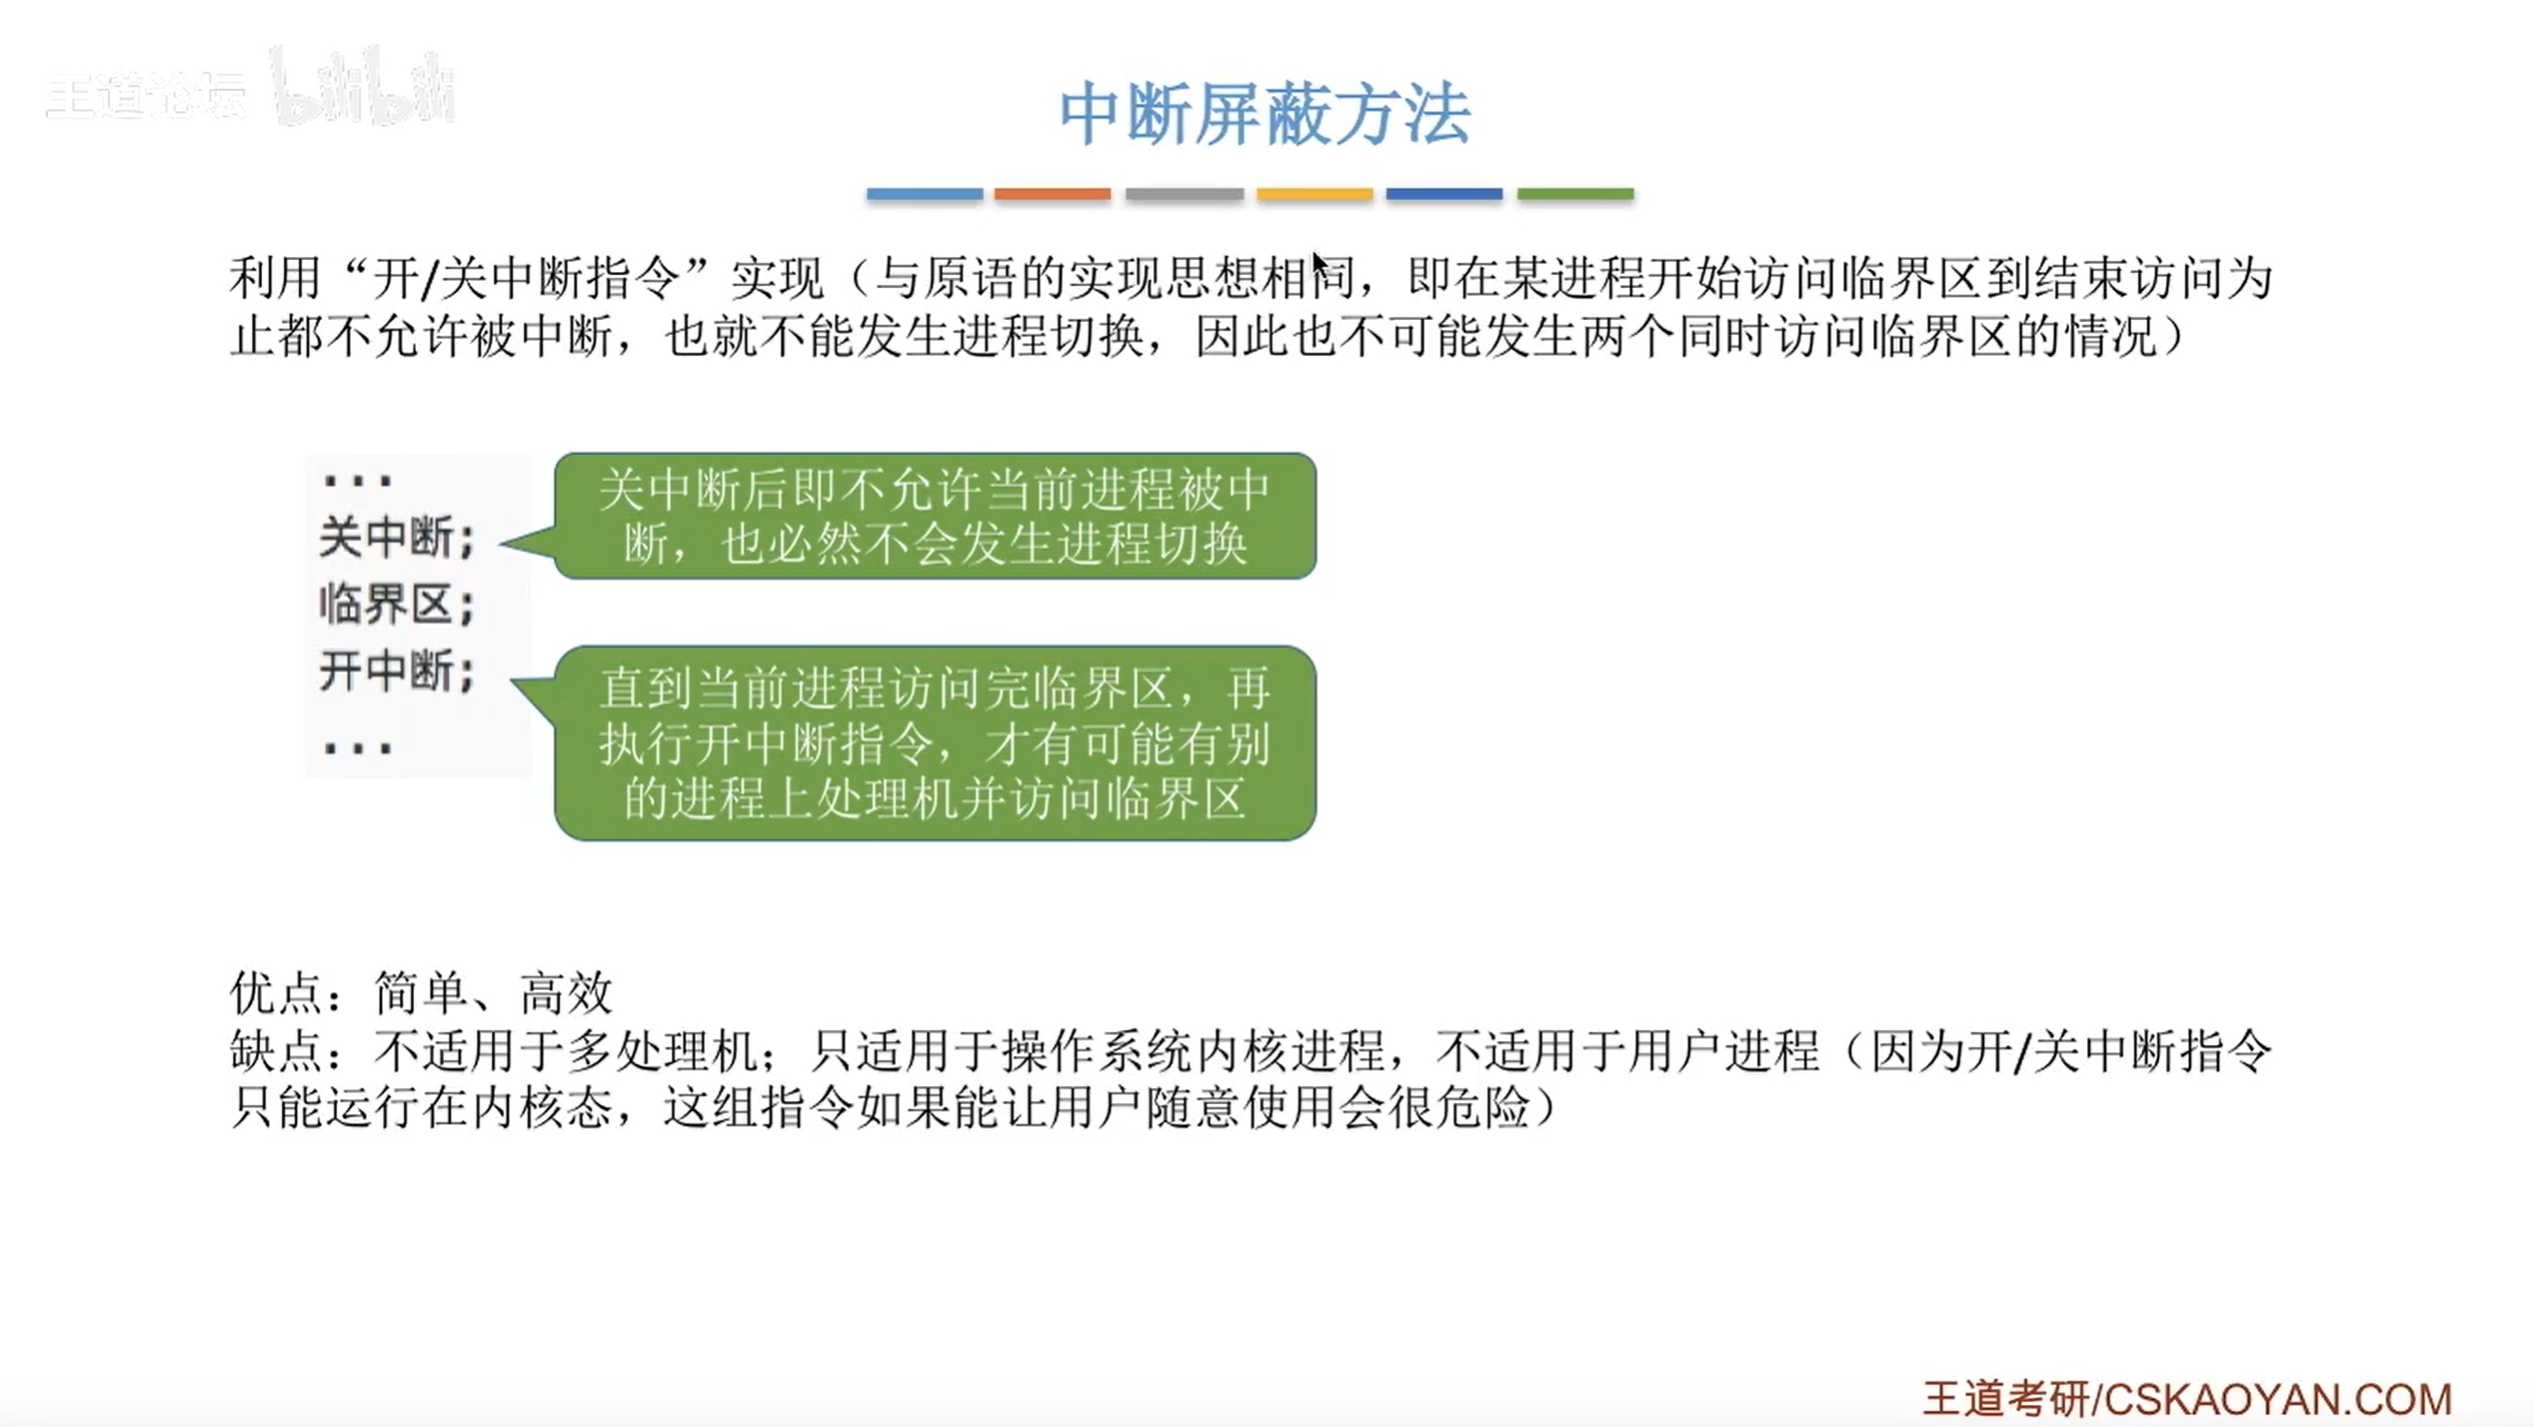 王道论坛 bilibili
中断屏蔽方法
利用“开/关中断指令”实现（与原语的实现思想相同，即在某进程开始访问临界区到结束访问为
止都不允许被中断，也就不能发生进程切换，因此也不可能发生两个同时访问临界区的情况）
...
关中断;
临界区;
开中断;
...
关中断后即不允许当前进程被中
断，也必然不会发生进程切换
直到当前进程访问完临界区，再
执行开中断指令，才有可能有别
的进程上处理机并访问临界区
优点：简单、高效
缺点：不适用于多处理机；只适用于操作系统内核进程，不适用于用户进程（因为开/关中断指令
只能运行在内核态，这组指令如果能让用户随意使用会很危险）
王道考研/CSKAOYAN.COM